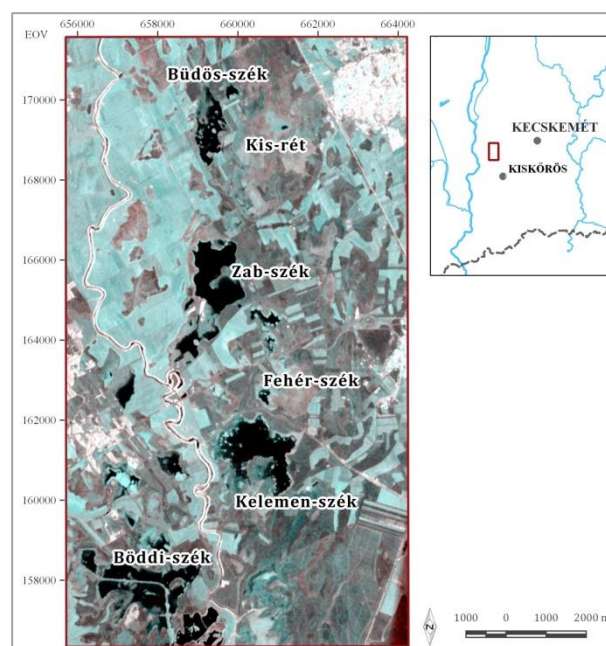 656000 658000 660000 662000 664000
EOV
170000
168000
166000
164000
162000
160000
158000
Büdös-szék
Kis-rét
Zab-szék
Fehér-szék
Kelemen-szék
Böddi-szék
KECSKEMÉT
KISKŐRÖS
N
1000 0 1000 2000 m